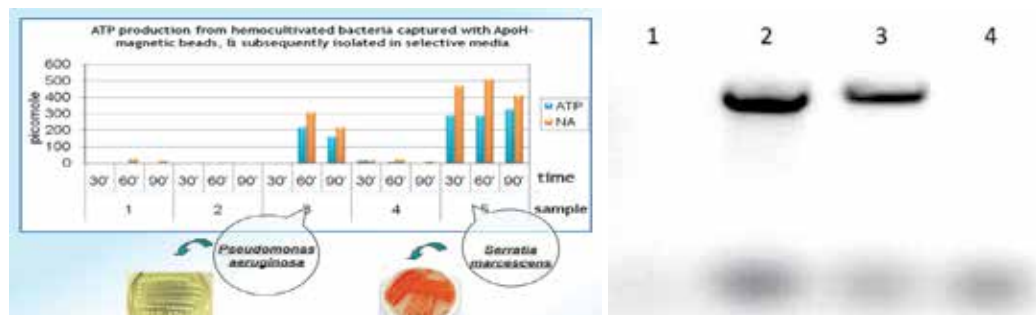 ATP production from hemocultivated bacteria captured with ApoH-
magnetic beads, & subsequently isolated in selective media
600
500
400
300
200
100
0
picomole
ATP
NA
30' 60' 90' 30' 60' 90' 30' 60' 90' 30' 60' 90' 30' 60' 90' time
1 2 3 4 5 sample
Pseudomonas
aeruginosa
Serratia
marcescens
1 2 3 4